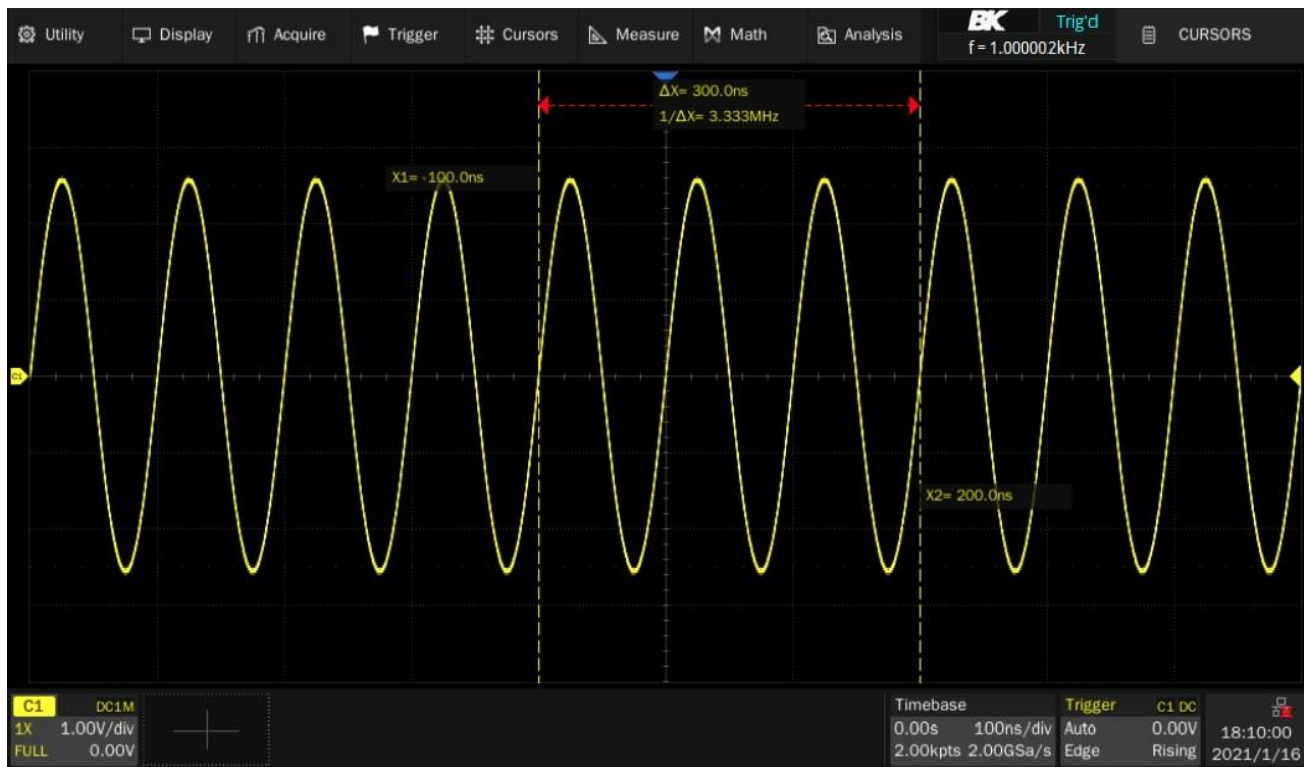 Utility Display Acquire Trigger Cursors Measure Math Analysis BK Trig'd CURSORS
f = 1.000002kHz
ΔX= 300.0ns
1/ΔX= 3.333MHz
X1= -100.0ns
C1
X2= 200.0ns
C1 DC1M
1X 1.00V/div
FULL 0.00V
Timebase
0.00s 100ns/div
2.00kpts 2.00GSa/s
Trigger C1 DC
Auto 0.00V
Edge Rising
18:10:00
2021/1/16